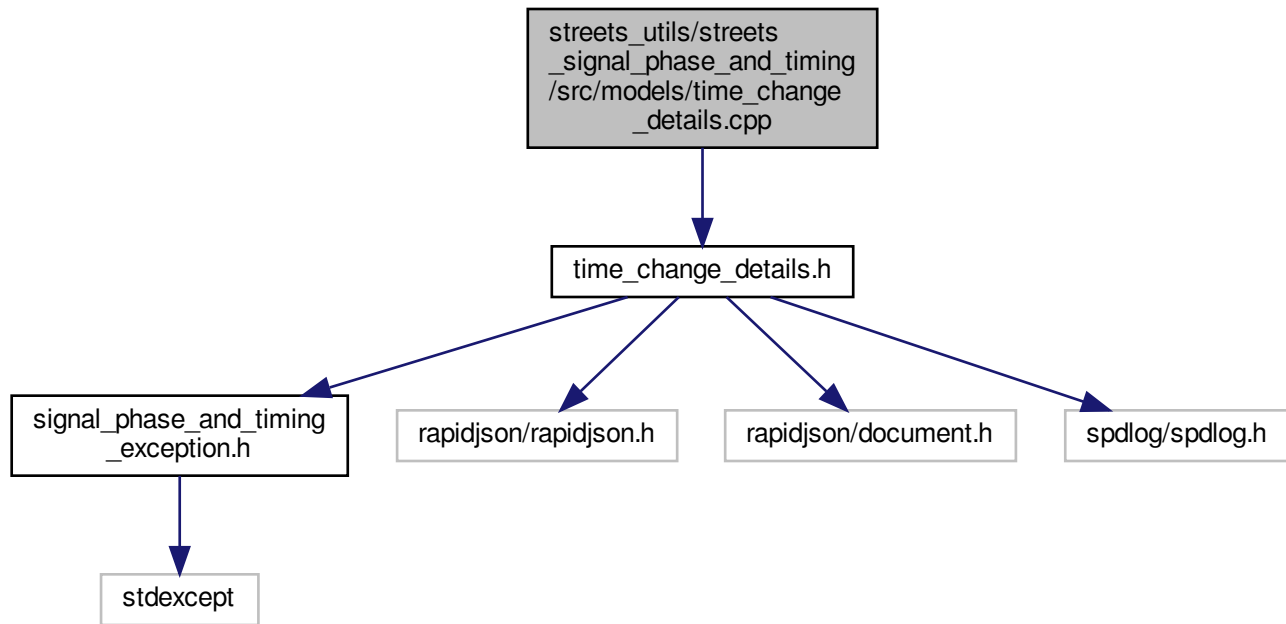 streets_utils/streets
_signal_phase_and_timing
/src/models/time_change
_details.cpp
time_change_details.h
signal_phase_and_timing
_exception.h
rapidjson/rapidjson.h
rapidjson/document.h
spdlog/spdlog.h
stdexcept